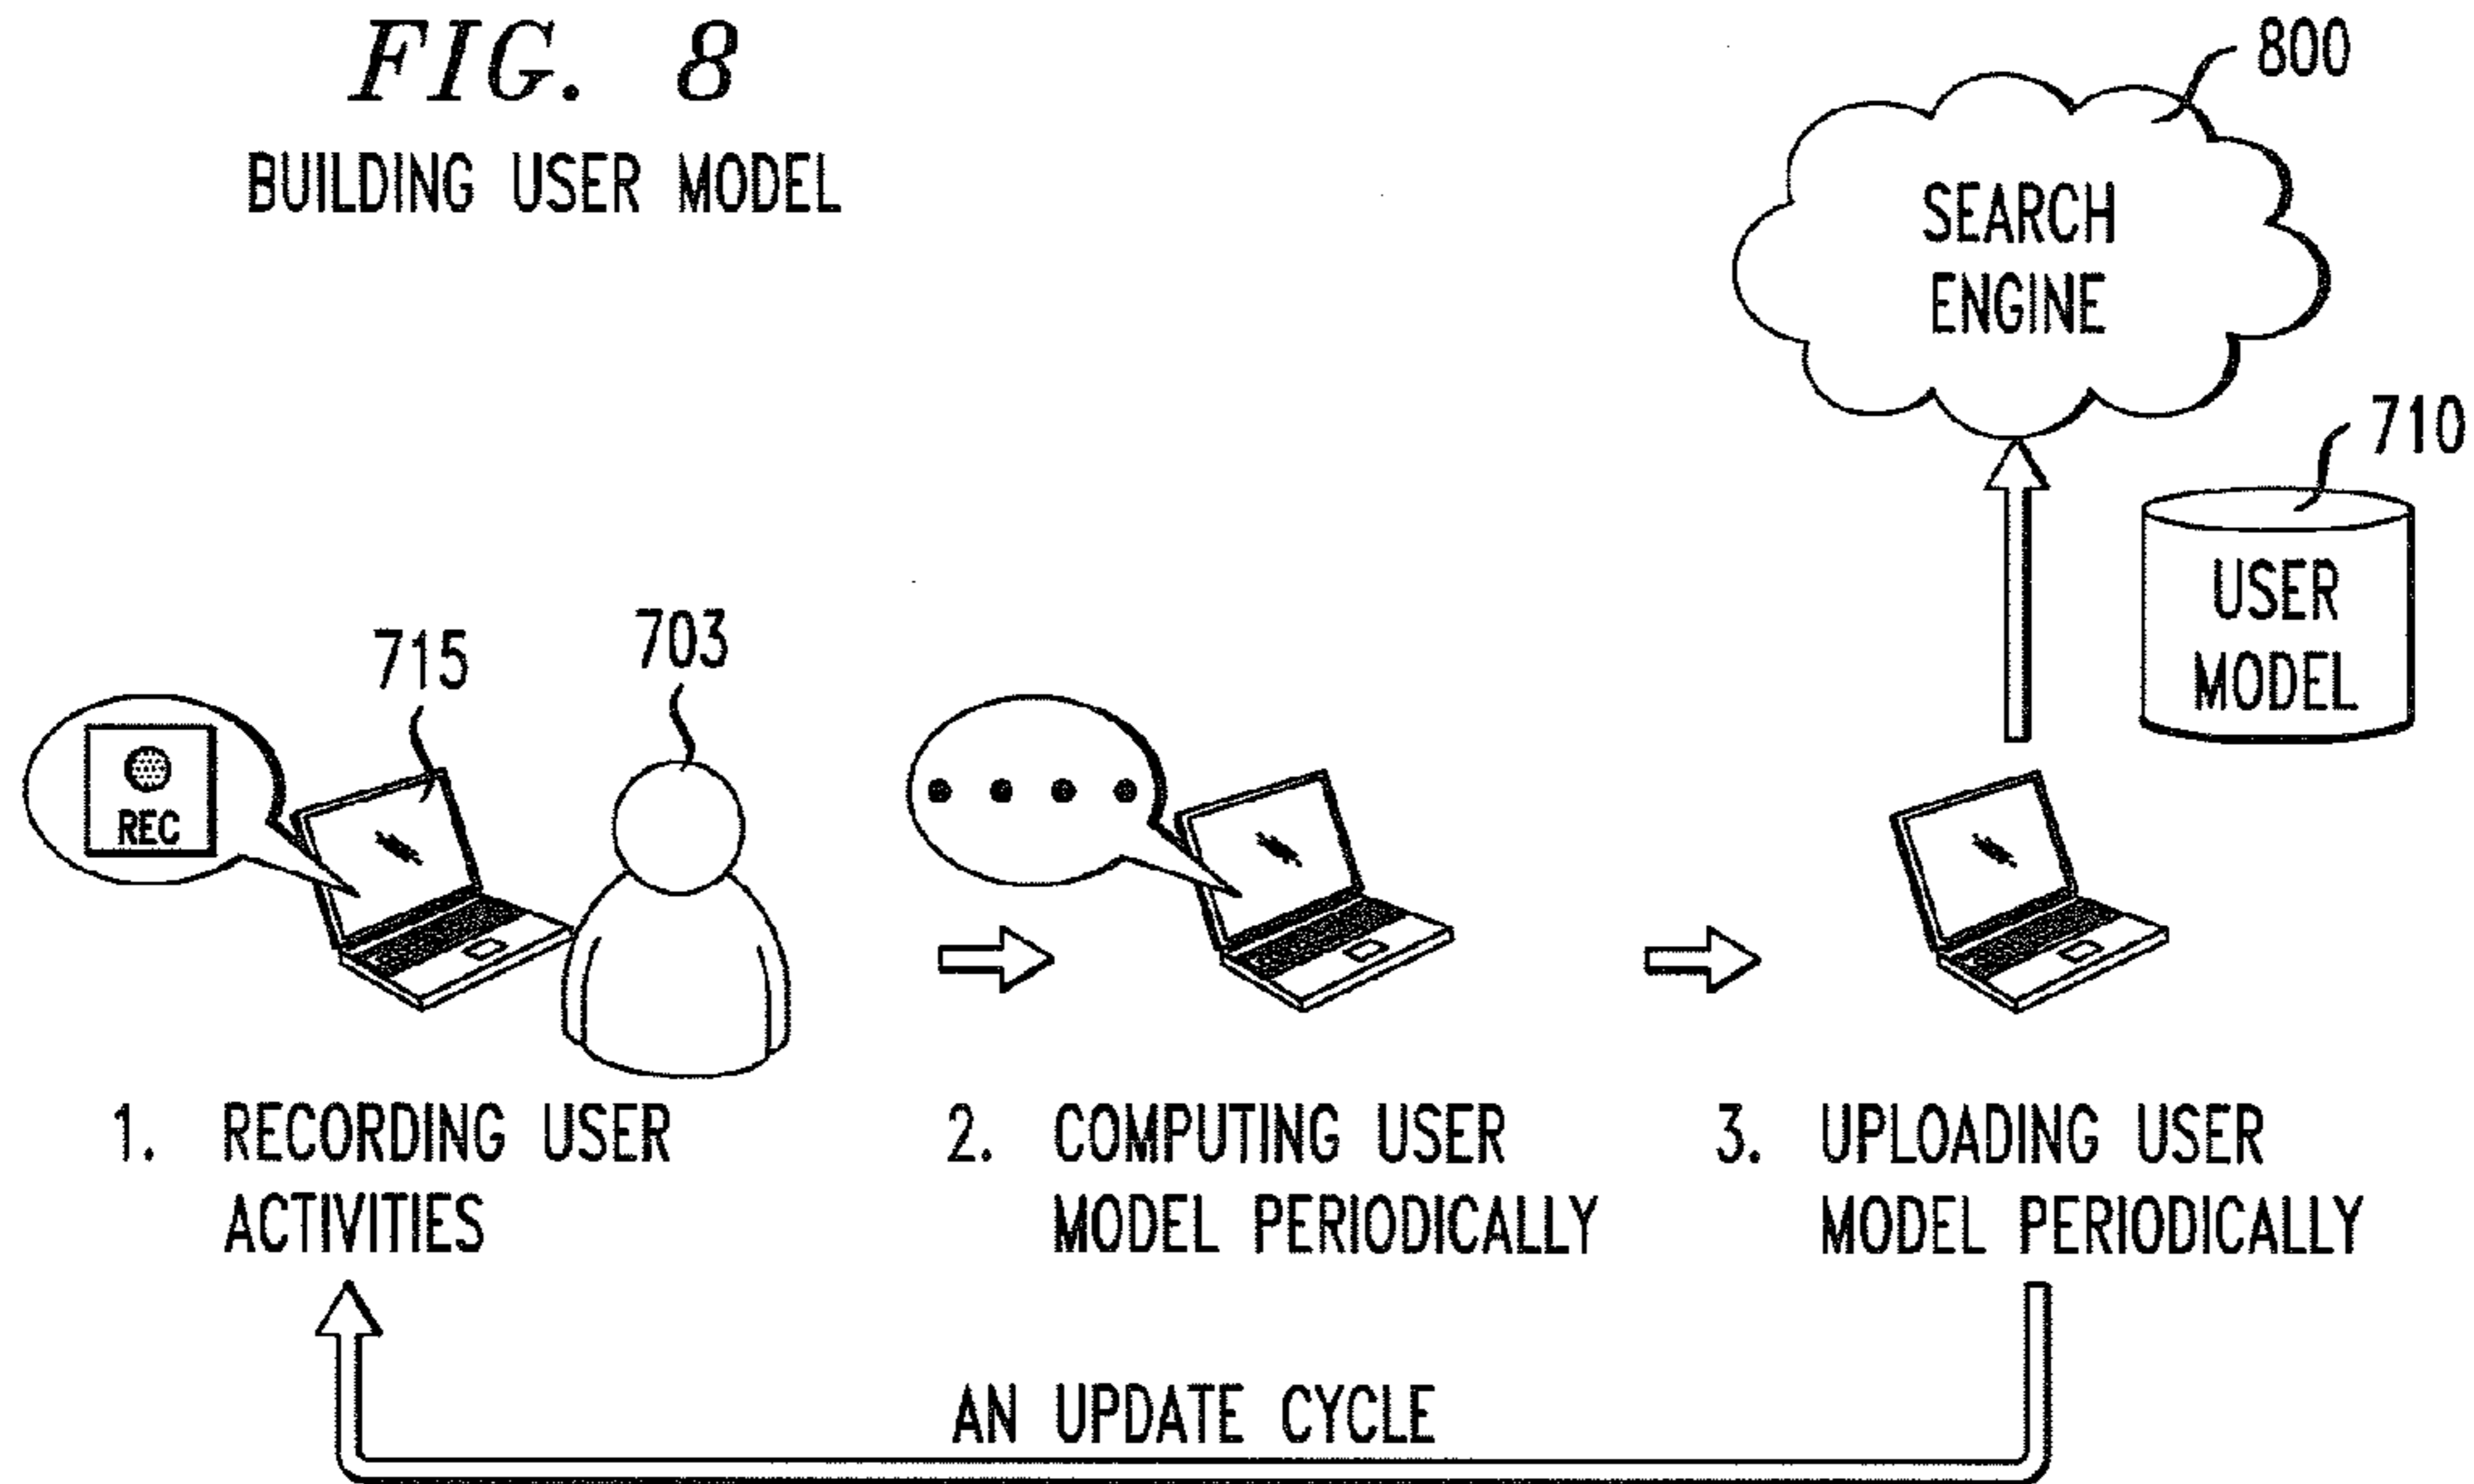 FIG. 8
BUILDING USER MODEL
800
SEARCH
ENGINE
710
USER
MODEL
715
703
REC
1. RECORDING USER
ACTIVITIES
2. COMPUTING USER
MODEL PERIODICALLY
3. UPLOADING USER
MODEL PERIODICALLY
AN UPDATE CYCLE